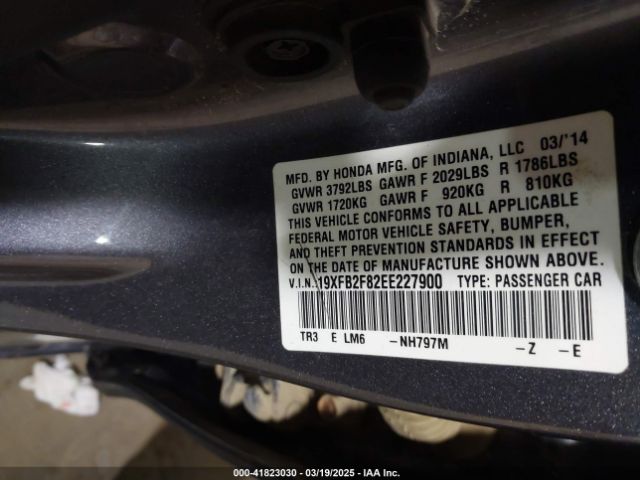 MFD. BY HONDA MFG. OF INDIANA, LLC 03/'14
GVWR 3792LBS GAWR F 2029LBS R 1786LBS
GVWR 1720KG GAWR F 920KG R 810KG
THIS VEHICLE CONFORMS TO ALL APPLICABLE
FEDERAL MOTOR VEHICLE SAFETY, BUMPER,
AND THEFT PREVENTION STANDARDS IN EFFECT
ON THE DATE OF MANUFACTURE SHOWN ABOVE.
V.I.N.: 19XFB2F82EE227900 TYPE: PASSENGER CAR
TR3 E LM6 -NH797M -Z -E
000-41823030 - 03/19/2025 - IAA Inc.